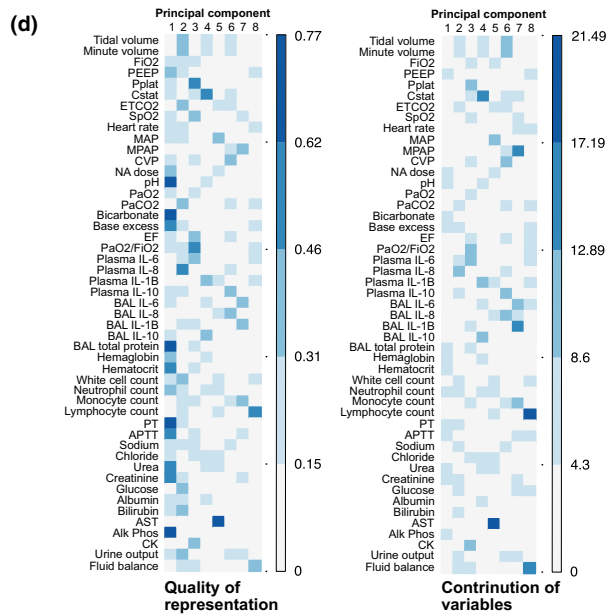 (d)
Principal component
1 2 3 4 5 6 7 8
Tidal volume
Minute volume
FiO2
PEEP
Pplat
Cstat
ETCO2
SpO2
Heart rate
MAP
MPAP
CVP
NA dose
pH
PaO2
PaCO2
Bicarbonate
Base excess
EF
PaO2/FiO2
Plasma IL-6
Plasma IL-8
Plasma IL-1B
Plasma IL-10
BAL IL-6
BAL IL-8
BAL IL-1B
BAL IL-10
BAL total protein
Hemaglobin
Hematocrit
White cell count
Neutrophil count
Monocyte count
Lymphocyte count
PT
APTT
Sodium
Chloride
Urea
Creatinine
Glucose
Albumin
Bilirubin
AST
Alk Phos
CK
Urine output
Fluid balance
0.77
0.62
0.46
0.31
0.15
0
Quality of
representation
Principal component
1 2 3 4 5 6 7 8
Tidal volume
Minute volume
FiO2
PEEP
Pplat
Cstat
ETCO2
SpO2
Heart rate
MAP
MPAP
CVP
NA dose
pH
PaO2
PaCO2
Bicarbonate
Base excess
EF
PaO2/FiO2
Plasma IL-6
Plasma IL-8
Plasma IL-1B
Plasma IL-10
BAL IL-6
BAL IL-8
BAL IL-1B
BAL IL-10
BAL total protein
Hemoglobin
Hematocrit
White cell count
Neutrophil count
Monocyte count
Lymphocyte count
PT
APTT
Sodium
Chloride
Urea
Creatinine
Glucose
Albumin
Bilirubin
AST
Alk Phos
CK
Urine output
Fluid balance
21.49
17.19
12.89
8.6
4.3
0
Contrinution of
variables